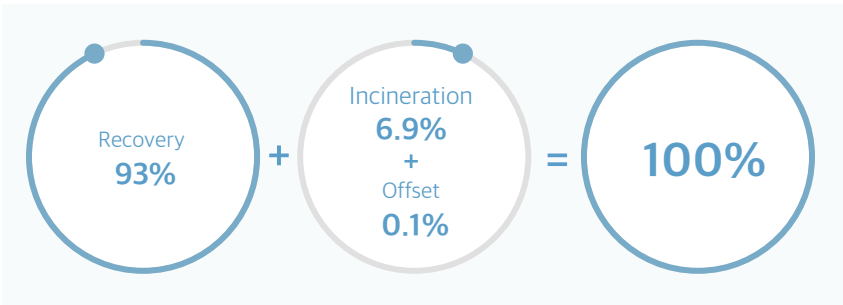 Recovery
93%
+
Incineration
6.9%
+
Offset
0.1%
=
100%